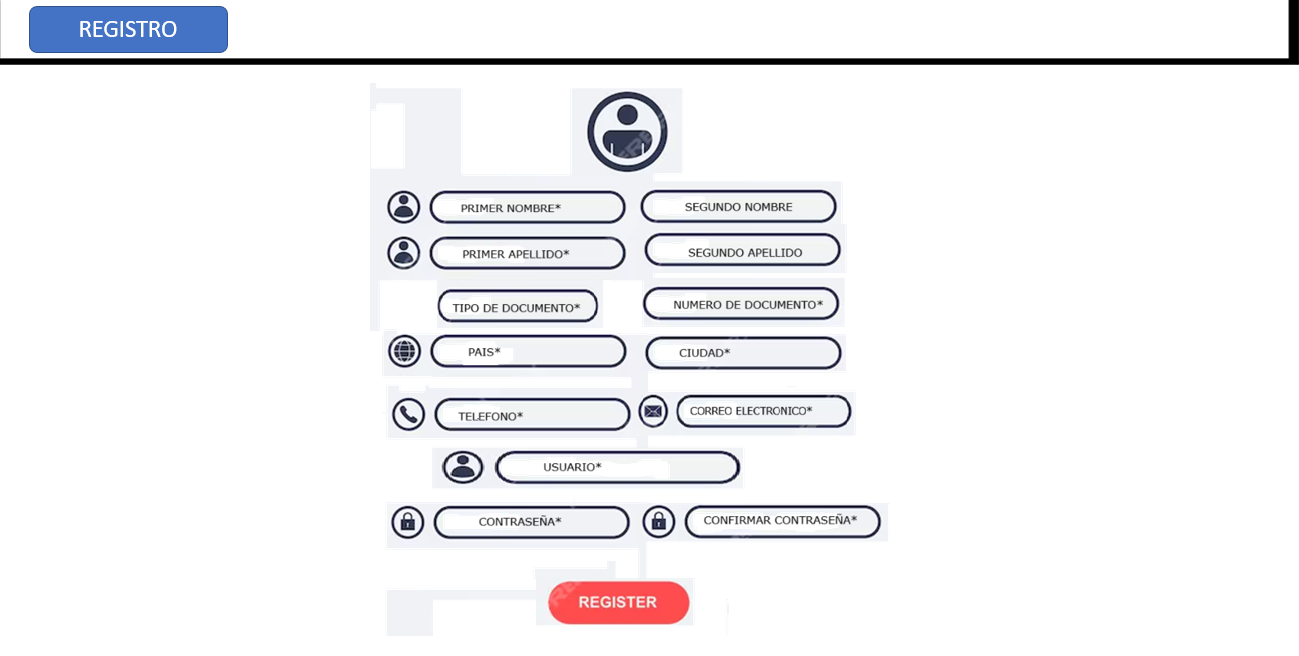 REGISTRO
PRIMER NOMBRE* SEGUNDO NOMBRE
PRIMER APELLIDO* SEGUNDO APELLIDO
TIPO DE DOCUMENTO* NUMERO DE DOCUMENTO*
PAIS* CIUDAD*
TELEFONO* CORREO ELECTRONICO*
USUARIO*
CONTRASEÑA* CONFIRMAR CONTRASEÑA*
REGISTER